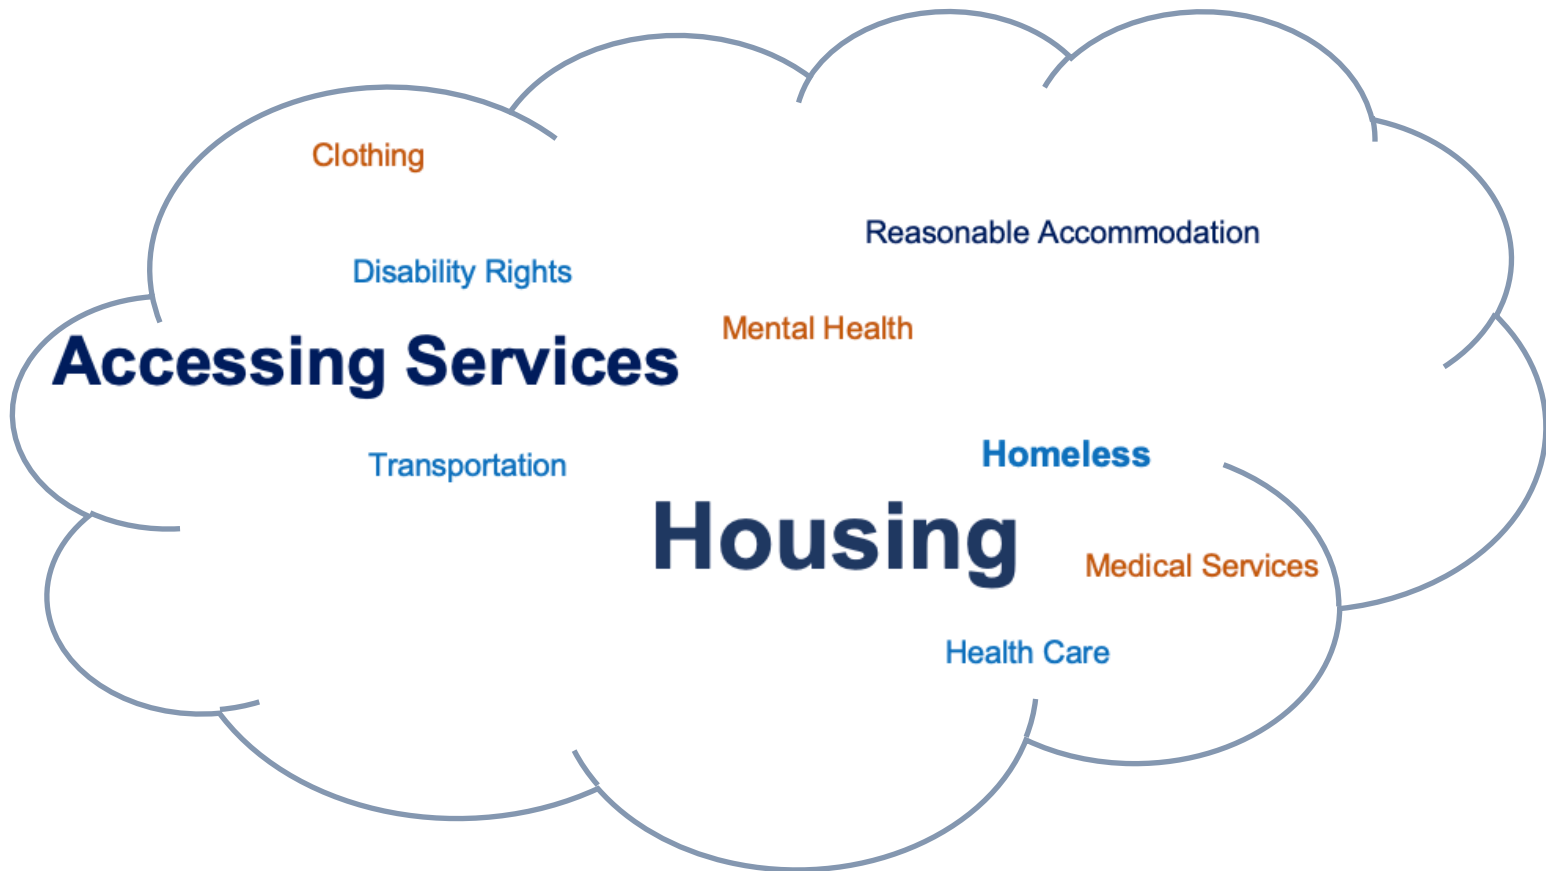 Clothing
Reasonable Accommodation
Disability Rights
Mental Health
Accessing Services
Homeless
Transportation
Housing
Medical Services
Health Care